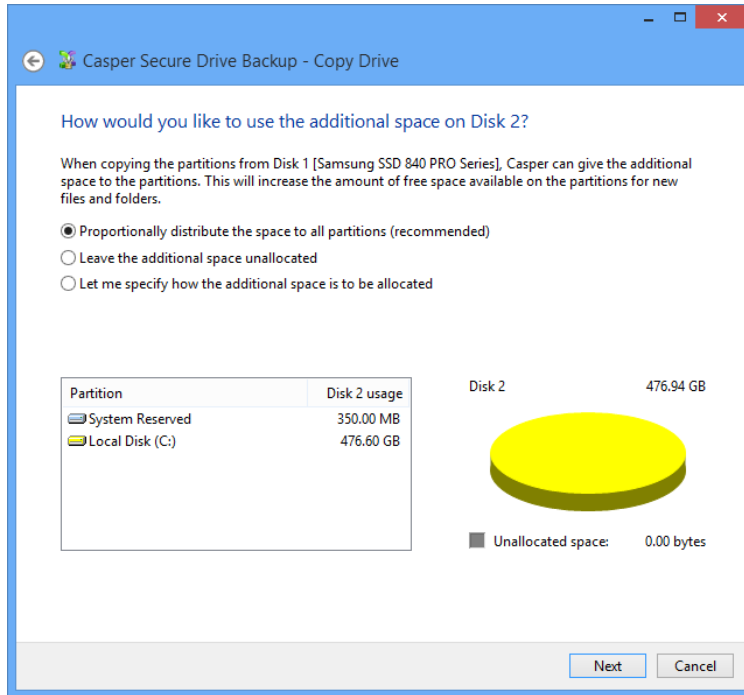 Casper Secure Drive Backup - Copy Drive
How would you like to use the additional space on Disk 2?
When copying the partitions from Disk 1 [Samsung SSD 840 PRO Series], Casper can give the additional
space to the partitions. This will increase the amount of free space available on the partitions for new
files and folders.
Proportionally distribute the space to all partitions (recommended)
Leave the additional space unallocated
Let me specify how the additional space is to be allocated
Partition Disk 2 usage
System Reserved 350.00 MB
Local Disk (C:) 476.60 GB
Disk 2 476.94 GB
Unallocated space: 0.00 bytes
Next Cancel